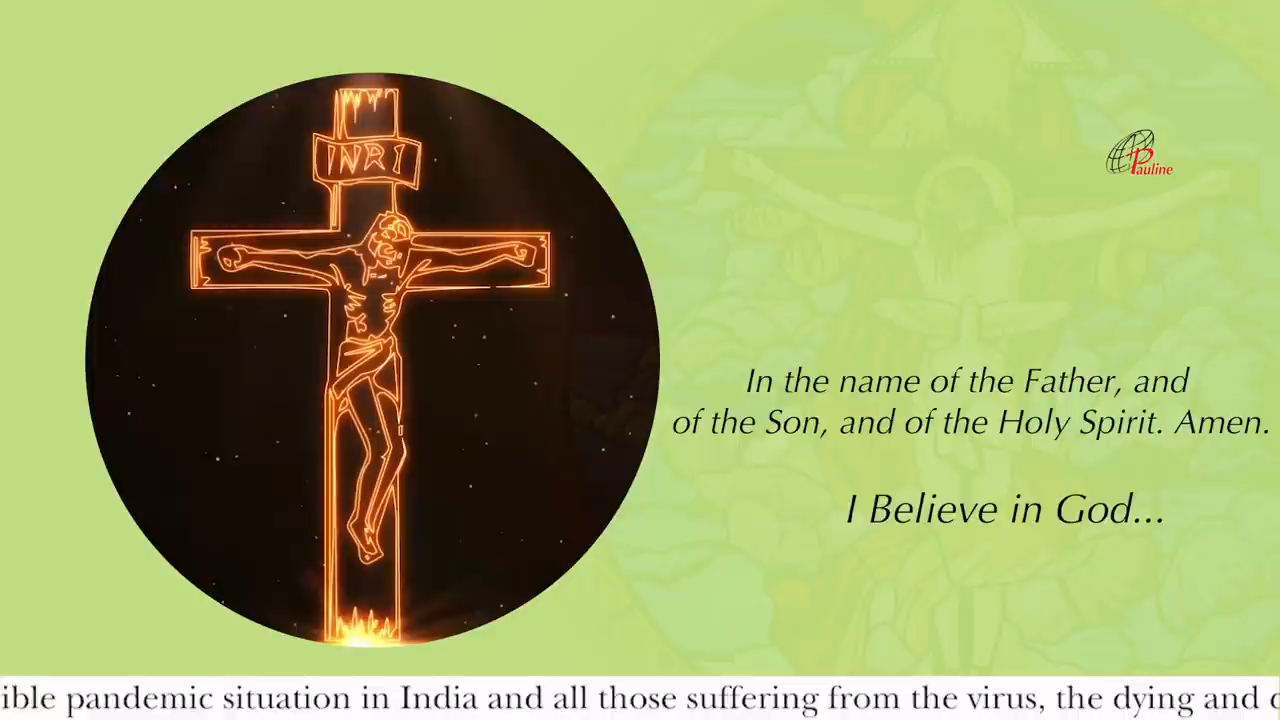 INRI
Pauline
In the name of the Father, and
of the Son, and of the Holy Spirit. Amen.
I Believe in God...
ible pandemic situation in India and all those suffering from the virus, the dying and